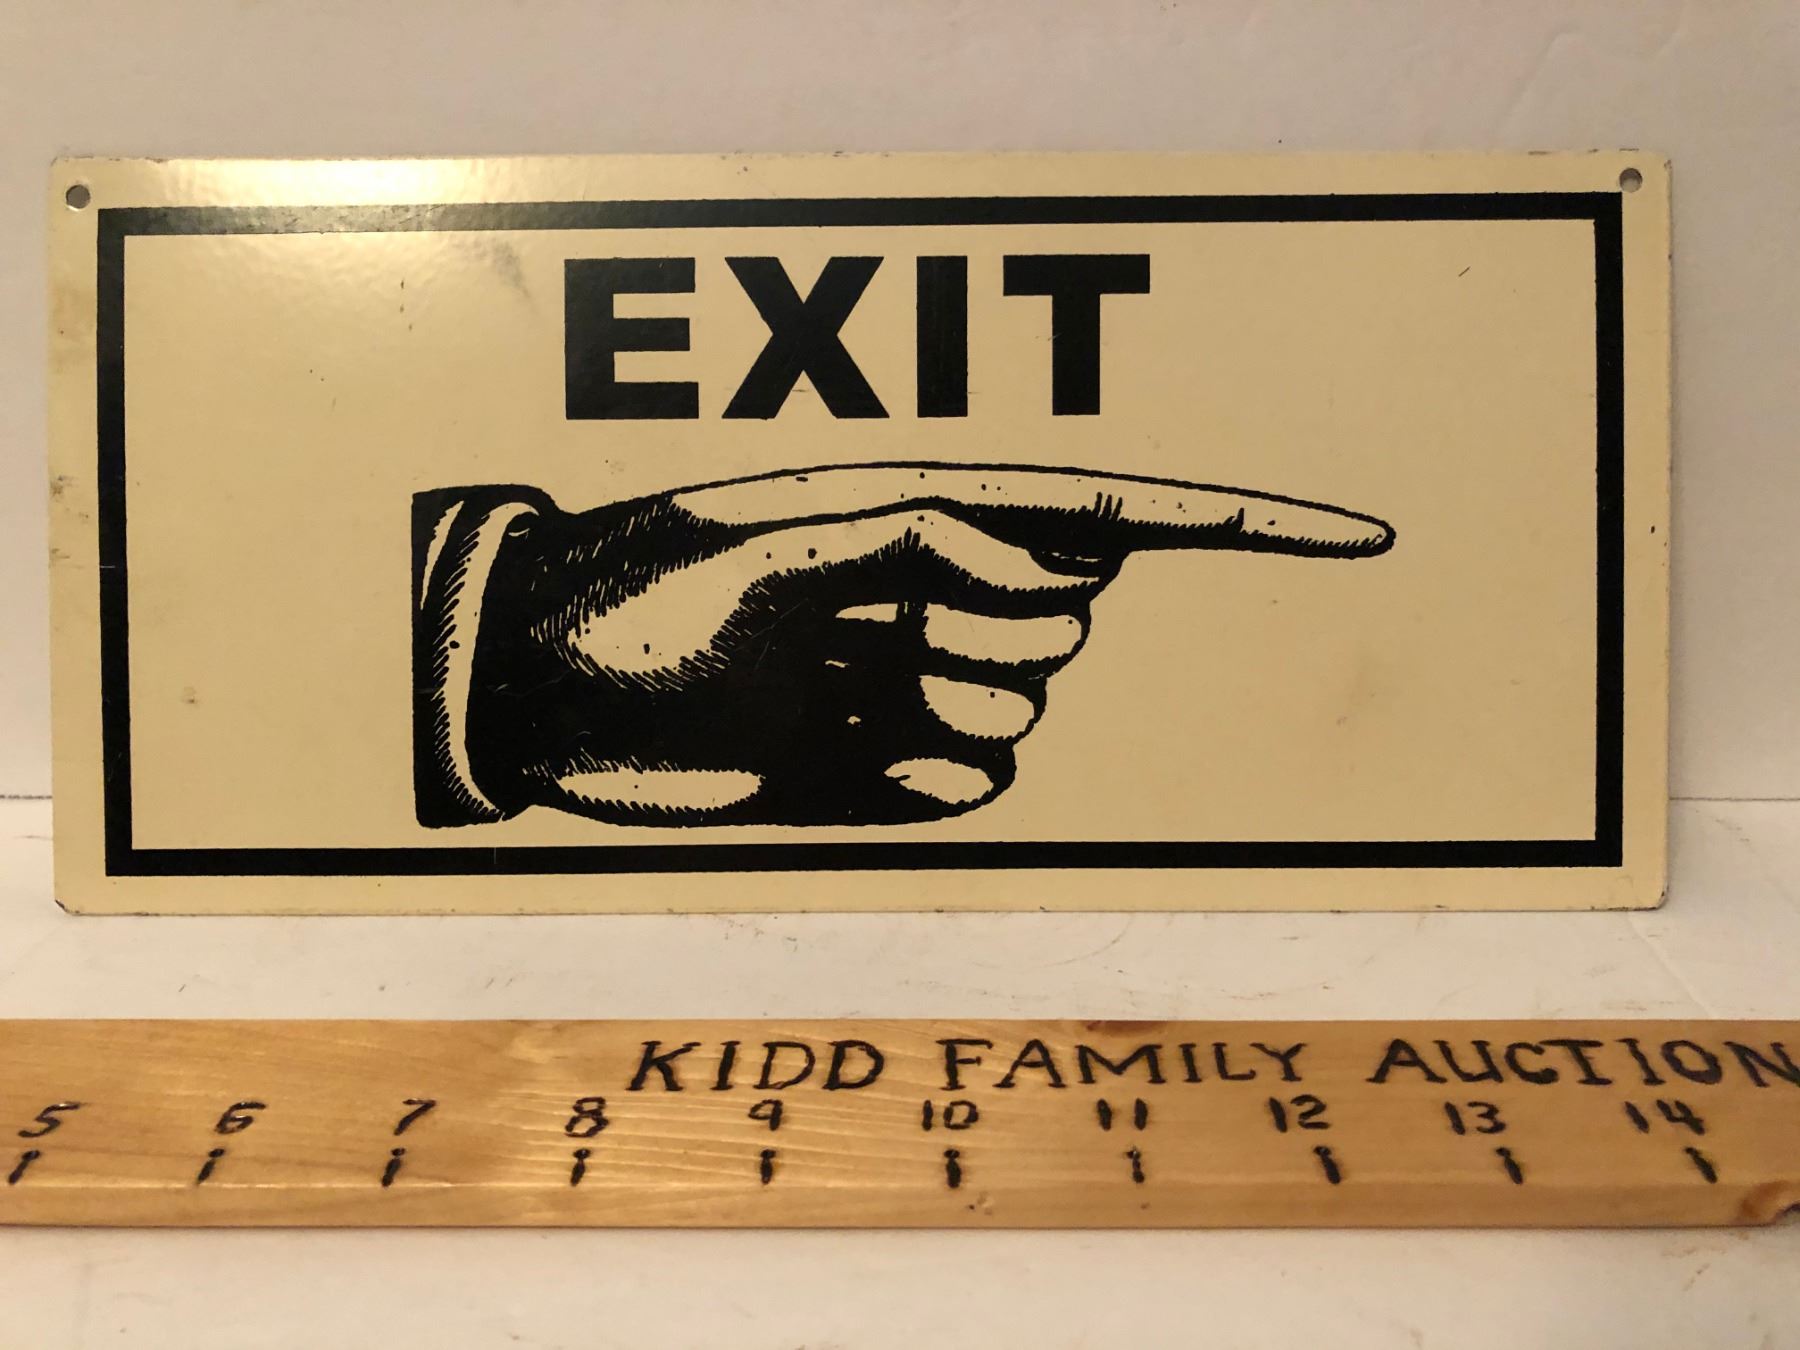 EXIT
KIDD FAMILY AUCTION
5 6 7 8 9 10 11 12 13 14